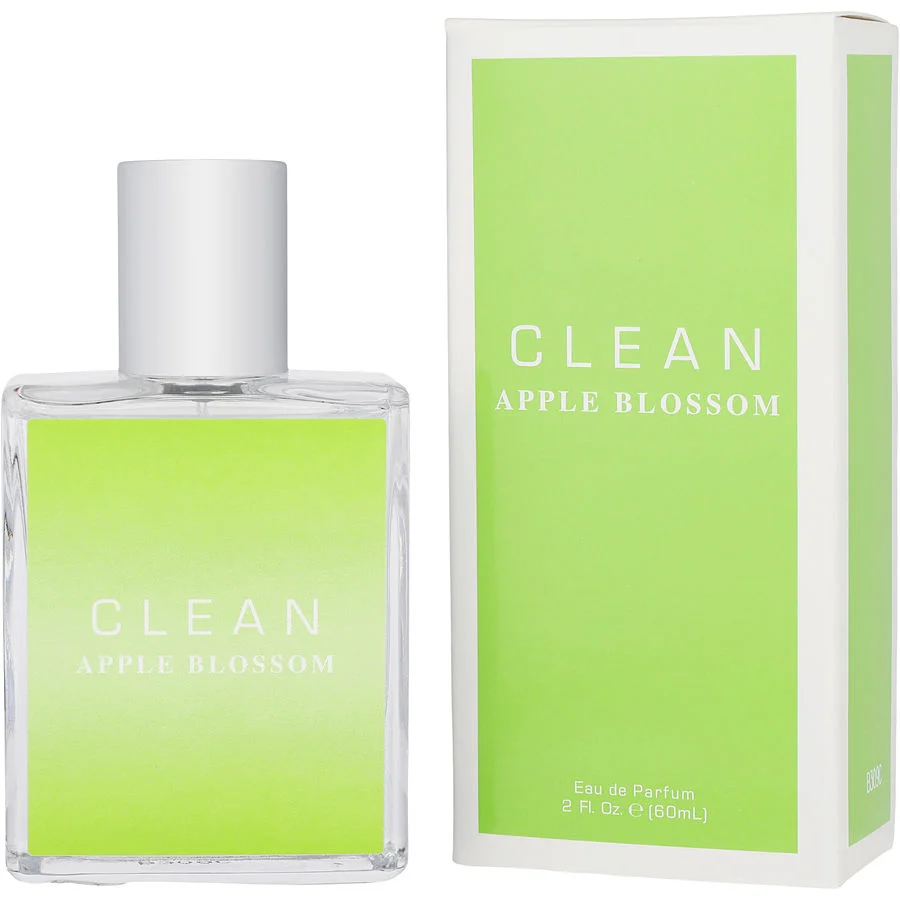 CLEAN
APPLE BLOSSOM
CLEAN
APPLE BLOSSOM
Eau de Parfum
2 Fl. Oz. ℮ (60mL)